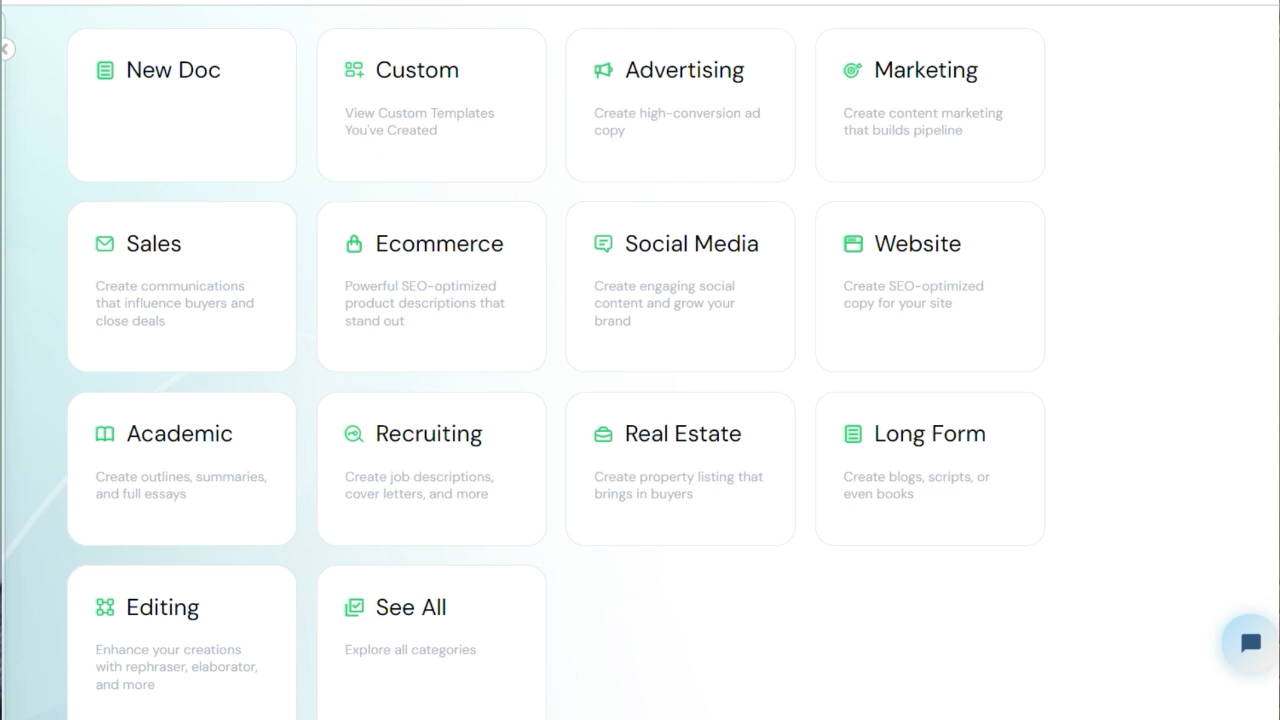 New Doc
Custom
View Custom Templates
You've Created
Advertising
Create high-conversion ad
copy
Marketing
Create content marketing
that builds pipeline
Sales
Create communications
that influence buyers and
close deals
Ecommerce
Powerful SEO-optimized
product descriptions that
stand out
Social Media
Create engaging social
content and grow your
brand
Website
Create SEO-optimized
copy for your site
Academic
Create outlines, summaries,
and full essays
Recruiting
Create job descriptions,
cover letters, and more
Real Estate
Create property listing that
brings in buyers
Long Form
Create blogs, scripts, or
even books
Editing
Enhance your creations
with rephraser, elaborator,
and more
See All
Explore all categories